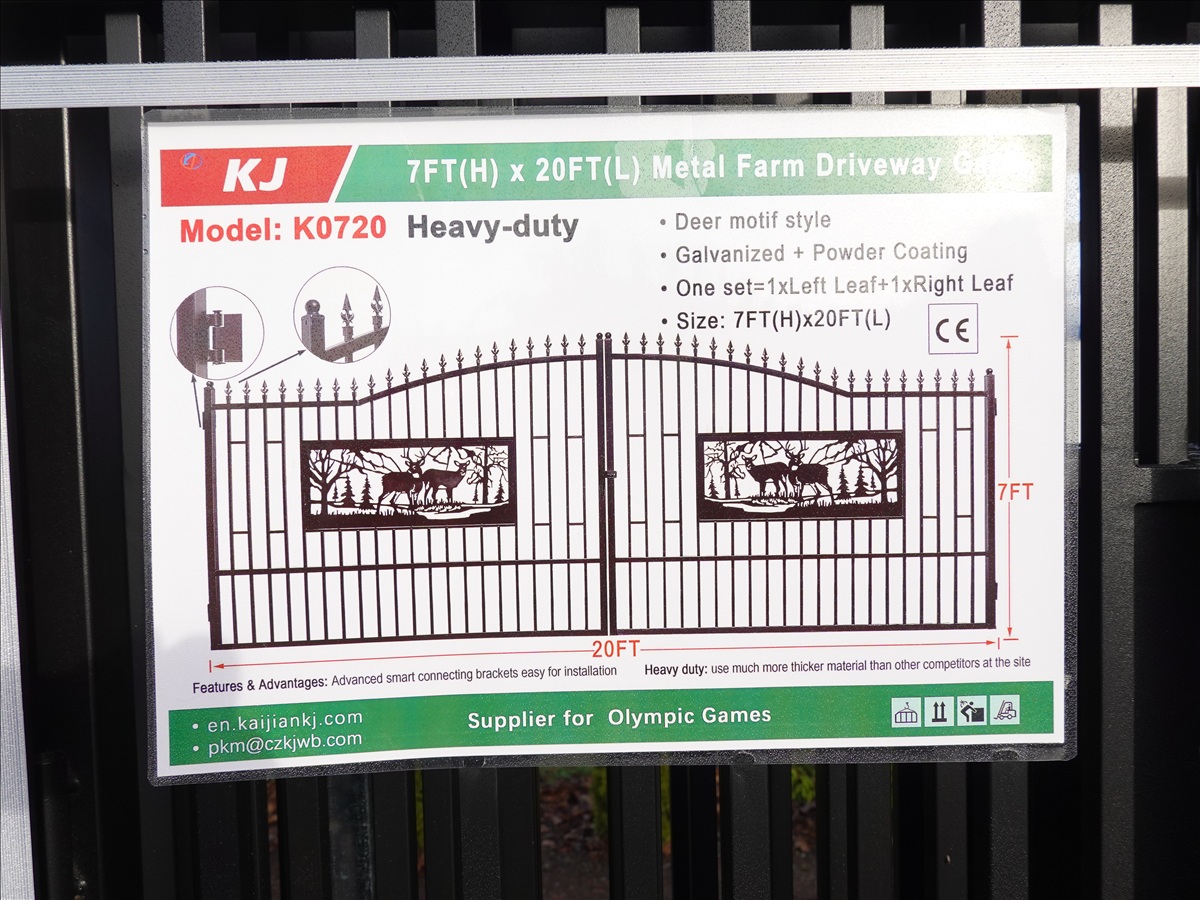 KJ
7FT(H) x 20FT(L) Metal Farm Driveway
Model: K0720 Heavy-duty
• Deer motif style
• Galvanized + Powder Coating
• One set=1xLeft Leaf+1xRight Leaf
• Size: 7FT(H)x20FT(L)
CE
7FT
20FT
Features & Advantages: Advanced smart connecting brackets easy for installation
Heavy duty: use much more thicker material than other competitors at the site
• en.kaijiankj.com
• pkm@czkjwb.com
Supplier for Olympic Games